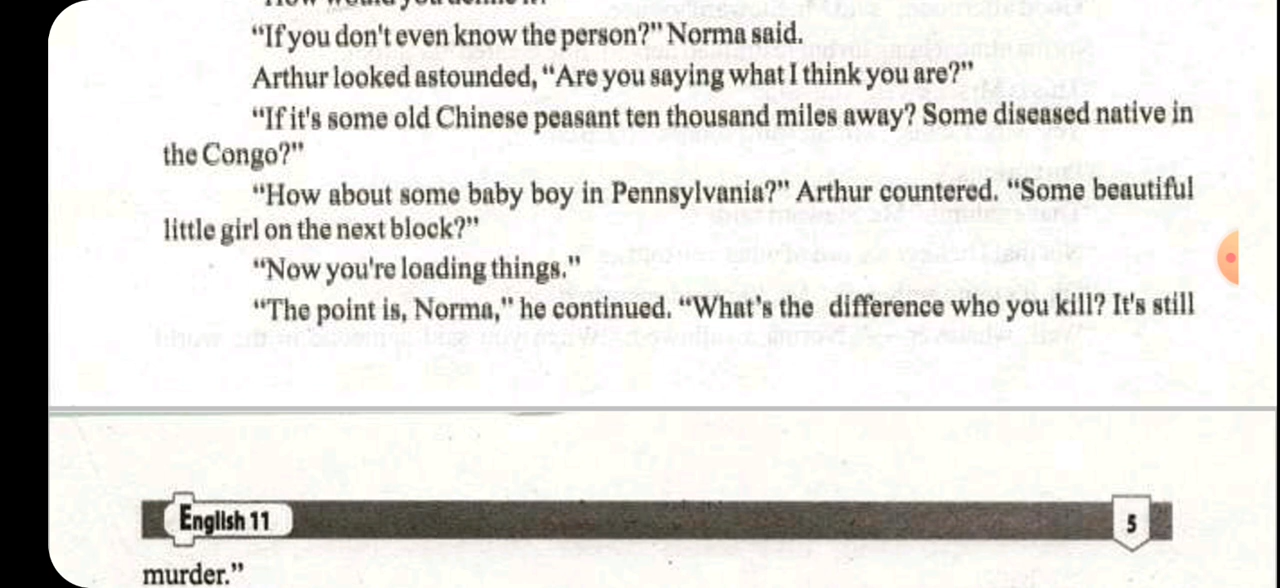 "If you don't even know the person?" Norma said.
Arthur looked astounded, "Are you saying what I think you are?"
"If it's some old Chinese peasant ten thousand miles away? Some diseased native in
the Congo?"
"How about some baby boy in Pennsylvania?" Arthur countered. "Some beautiful
little girl on the next block?"
"Now you're loading things."
"The point is, Norma," he continued. "What's the difference who you kill? It's still
English 11
5
murder."